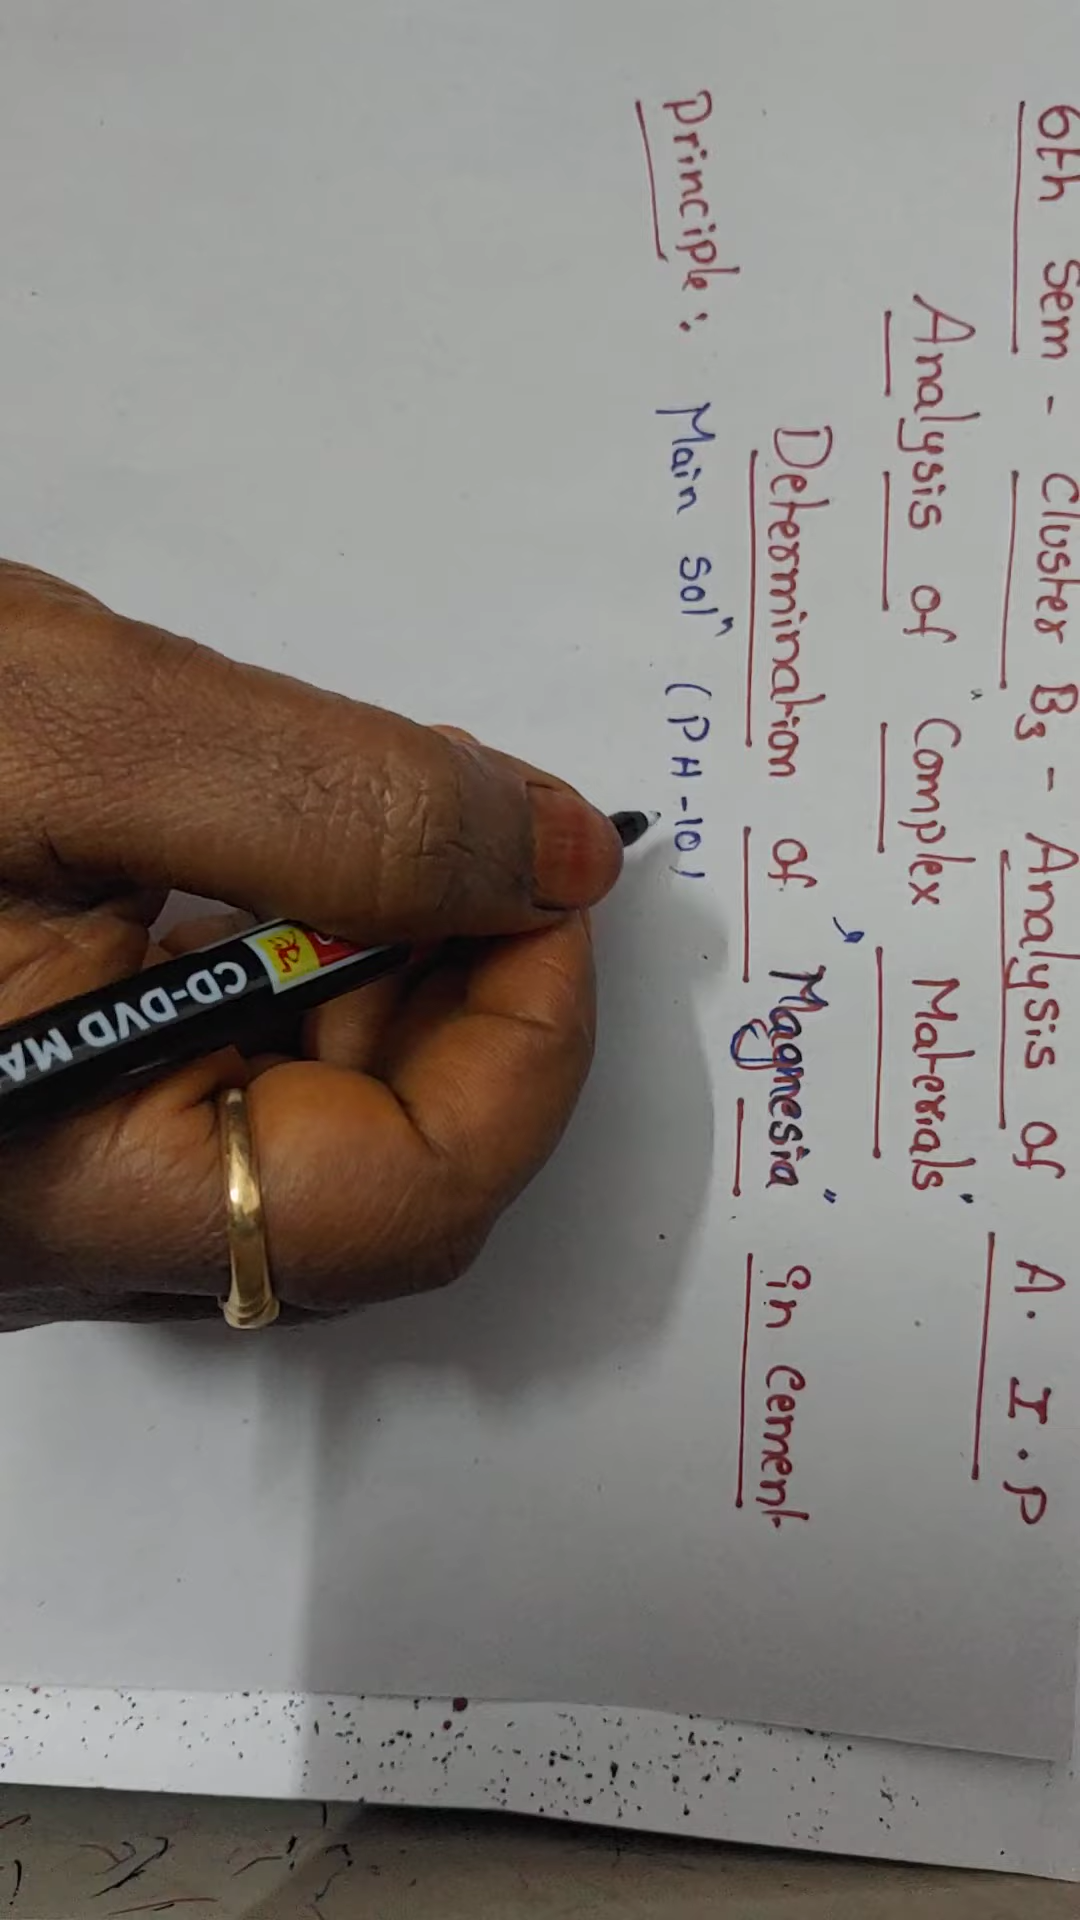 6th Sem - Cluster B3 - Analysis of A. I. P
Analysis of "Complex Materials"
Determination of "Magnesia" in Cement
Principle : Main solⁿ (PH-10)
CD-DVD MA